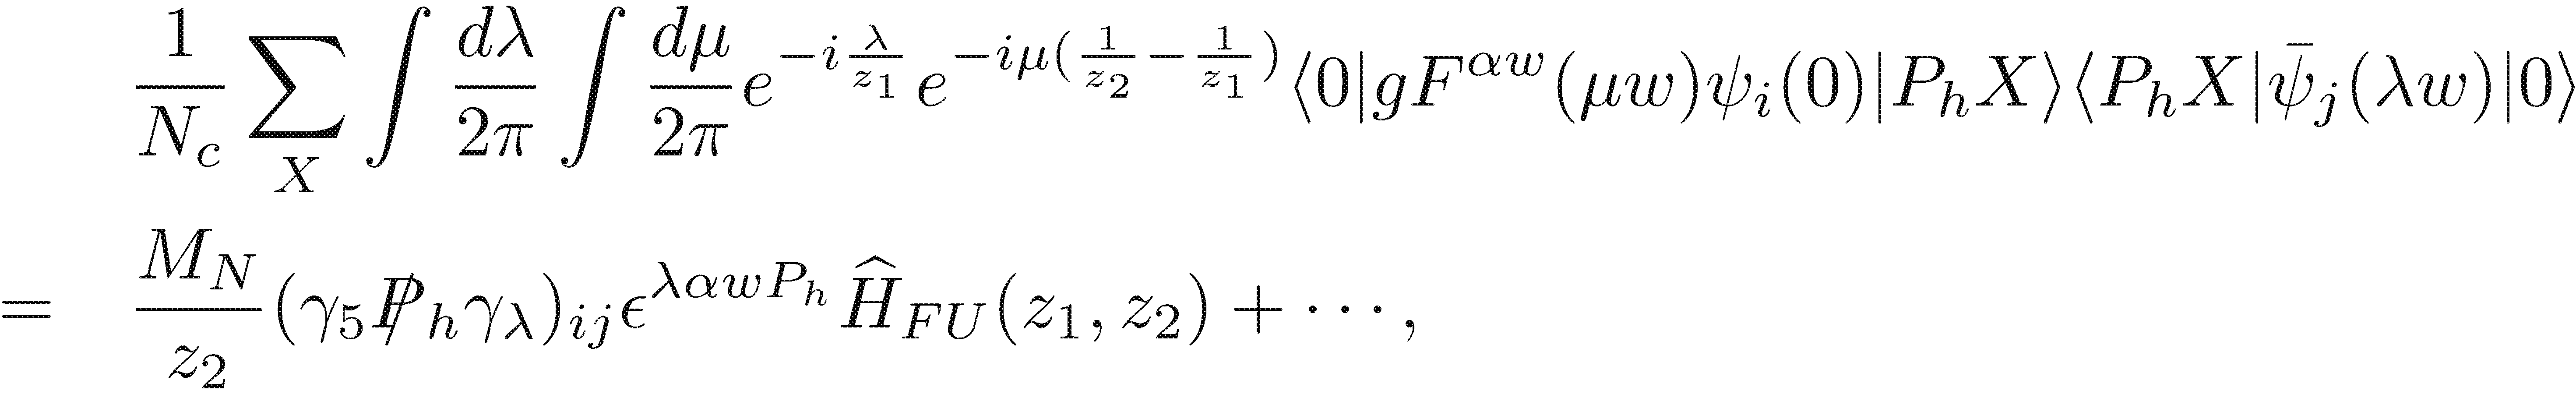 \frac{1}{N_c} \sum_X \int \frac{d\lambda}{2\pi} \int \frac{d\mu}{2\pi} e^{-i\frac{\lambda}{z_1}} e^{-i\mu(\frac{1}{z_2}-\frac{1}{z_1})} \langle 0|gF^{\alpha w}(\mu w)\psi_i(0)|P_h X\rangle \langle P_h X|\bar{\psi}_j(\lambda w)|0\rangle
= \frac{M_N}{z_2} (\gamma_5 \slashed{P}_h \gamma_\lambda)_{ij} \epsilon^{\lambda\alpha w P_h} \widehat{H}_{FU}(z_1, z_2) + \cdots,